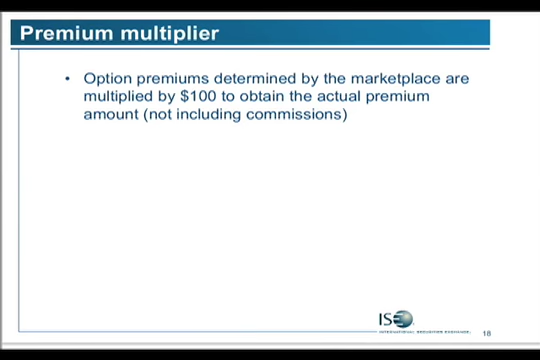 Premium multiplier
• Option premiums determined by the marketplace are
multiplied by $100 to obtain the actual premium
amount (not including commissions)
ISE
INTERNATIONAL SECURITIES EXCHANGE.
18